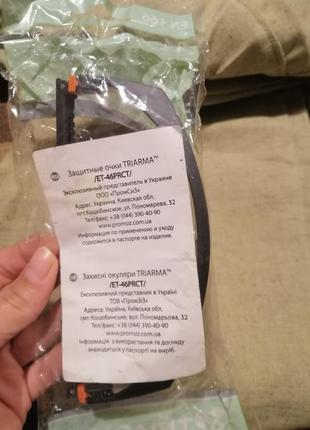 EN 166
Защитные очки TRIARMA™
/ET-46PRCT/
Эксклюзивный представитель в Украине
ООО «ПромСиЗ»
Адрес: Украина, Киевская обл.
пгт.Коцюбинское, ул. Пономарева, 32
Тел/факс: +38 (044) 390-40-90
www.promsiz.com.ua
Информация по применению и уходу
содержится в паспорте на изделие.
Захисні окуляри TRIARMA™
/ET-46PRCT/
Ексклюзивний представник в Україні
ТОВ «ПромЗіЗ»
Адреса: Україна, Київська обл,
смт.Коцюбинське, вул. Пономарьова, 32
Тел/факс: +38 (044) 390-40-90
www.promsiz.com.ua
Інформація з використання та догляду
знаходиться у паспорті на виріб.